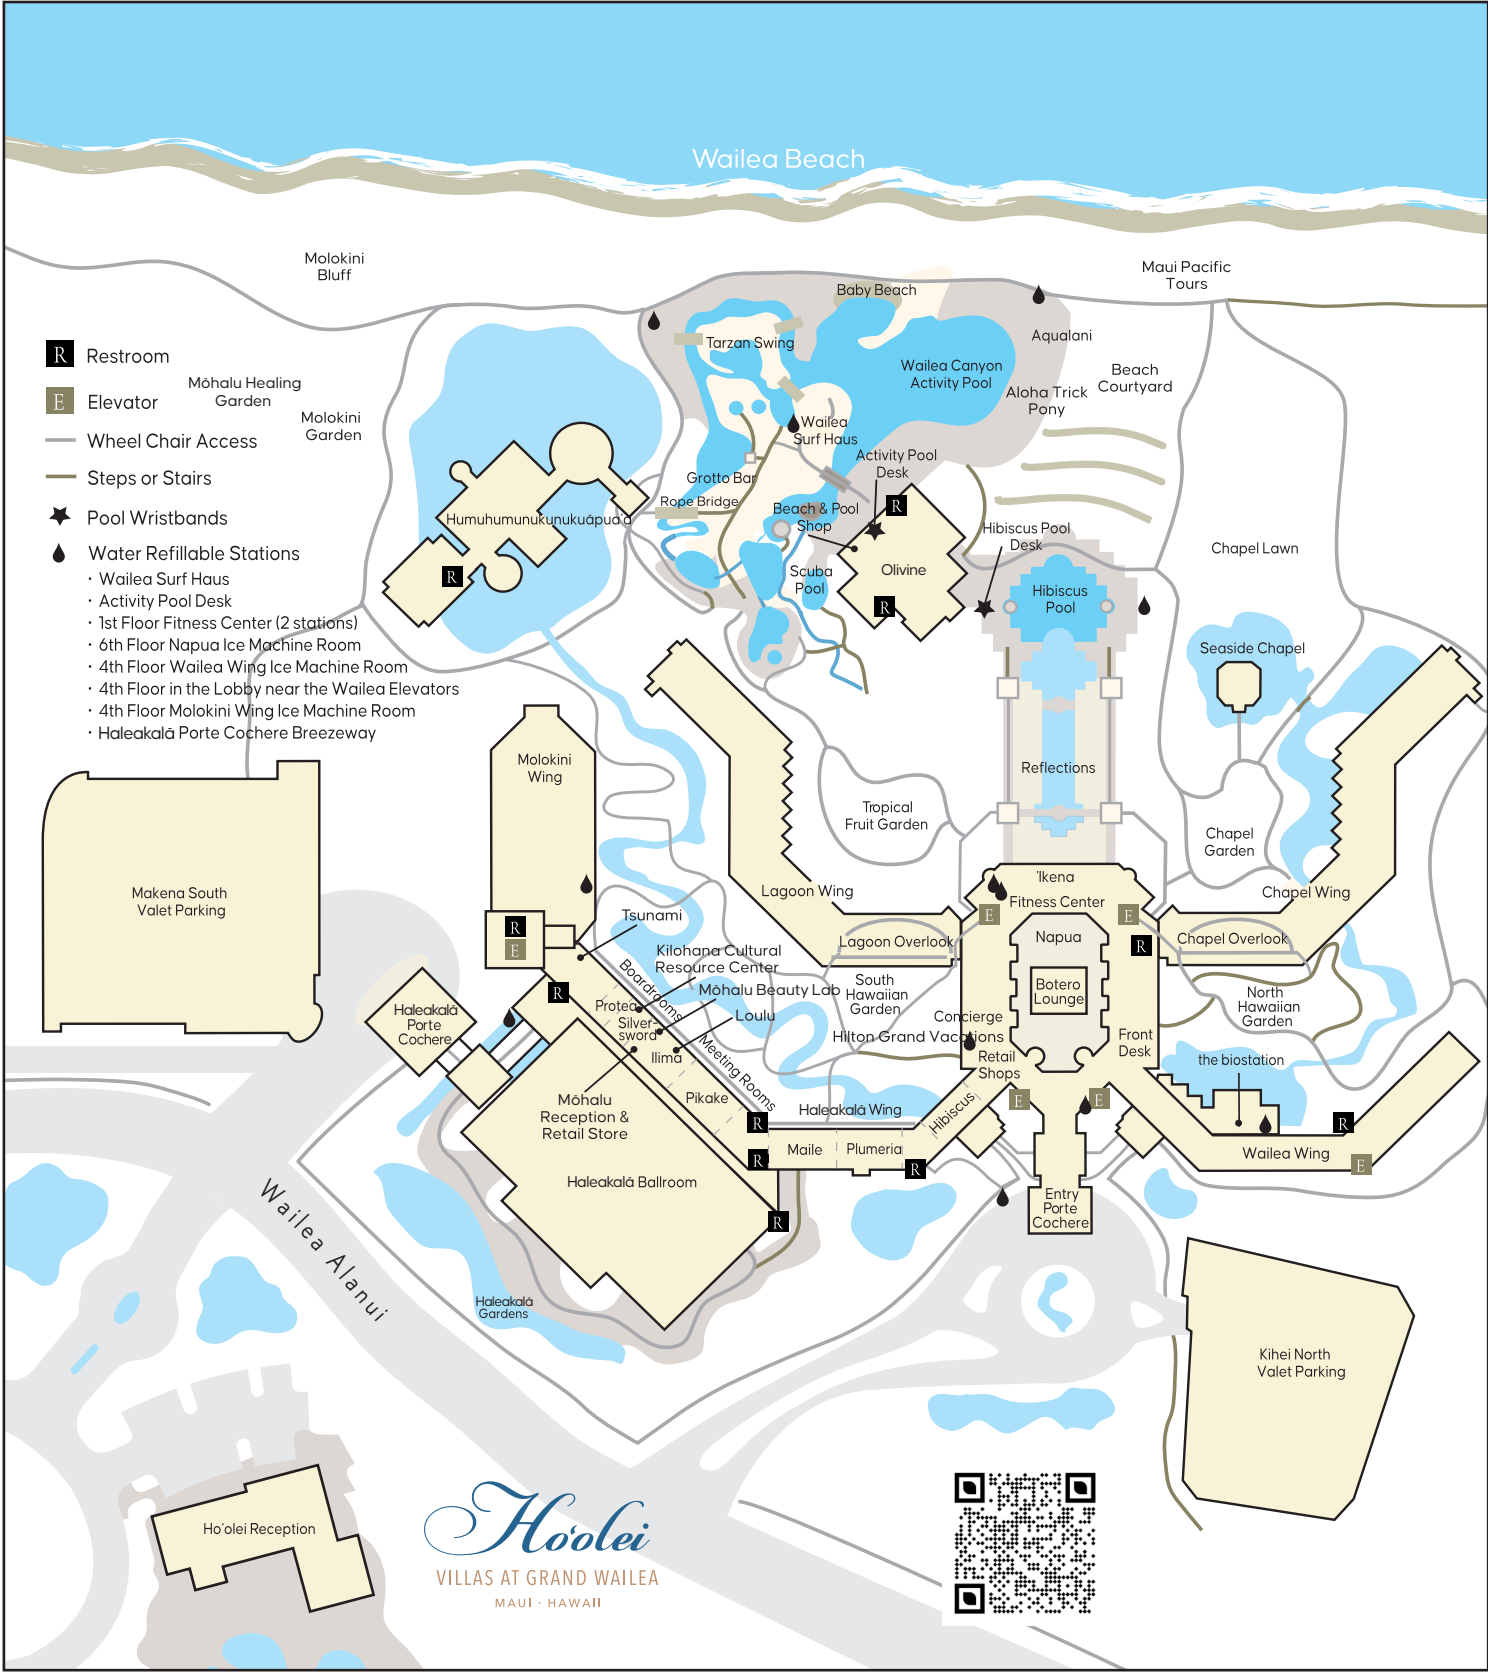 Wailea Beach
Molokini
Bluff
Maui Pacific
Tours
Baby Beach
Aqualani
Tarzan Swing
Wailea Canyon
Activity Pool
Beach
Courtyard
Aloha Trick
Pony
R Restroom
E Elevator
Wheel Chair Access
Steps or Stairs
Pool Wristbands
Water Refillable Stations
· Wailea Surf Haus
· Activity Pool Desk
· 1st Floor Fitness Center (2 stations)
· 6th Floor Napua Ice Machine Room
· 4th Floor Wailea Wing Ice Machine Room
· 4th Floor in the Lobby near the Wailea Elevators
· 4th Floor Molokini Wing Ice Machine Room
· Haleakalā Porte Cochere Breezeway
Mōhalu Healing
Garden
Molokini
Garden
Wailea
Surf Haus
Activity Pool
Desk
Grotto Bar
Rope Bridge
Beach & Pool
Shop
Humuhumunukunukuāpua'a
R
R
Hibiscus Pool
Desk
Chapel Lawn
Olivine
Scuba
Pool
R
Hibiscus
Pool
Seaside Chapel
Molokini
Wing
Reflections
Tropical
Fruit Garden
Chapel
Garden
Makena South
Valet Parking
Lagoon Wing
'Ikena
Fitness Center
Chapel Wing
E
E
R
E
Tsunami
Lagoon Overlook
Napua
R
Chapel Overlook
Kilohana Cultural
Resource Center
Boardrooms
Mōhalu Beauty Lab
South
Hawaiian
Garden
Botero
Lounge
North
Hawaiian
Garden
R
Protea
Loulu
Silver-
sword
Haleakalā
Porte
Cochere
Concierge
Hilton Grand Vacations
Front
Desk
Ilima
Meeting Rooms
Retail
Shops
the biostation
Pikake
Mōhalu
Reception &
Retail Store
E
E
Haleakalā Wing
Hibiscus
R
R
Maile
Plumeria
R
R
Wailea Wing
E
Haleakalā Ballroom
R
Entry
Porte
Cochere
Wailea Alanui
Haleakalā
Gardens
Kihei North
Valet Parking
Ho'olei Reception
Ho'olei
VILLAS AT GRAND WAILEA
MAUI · HAWAII